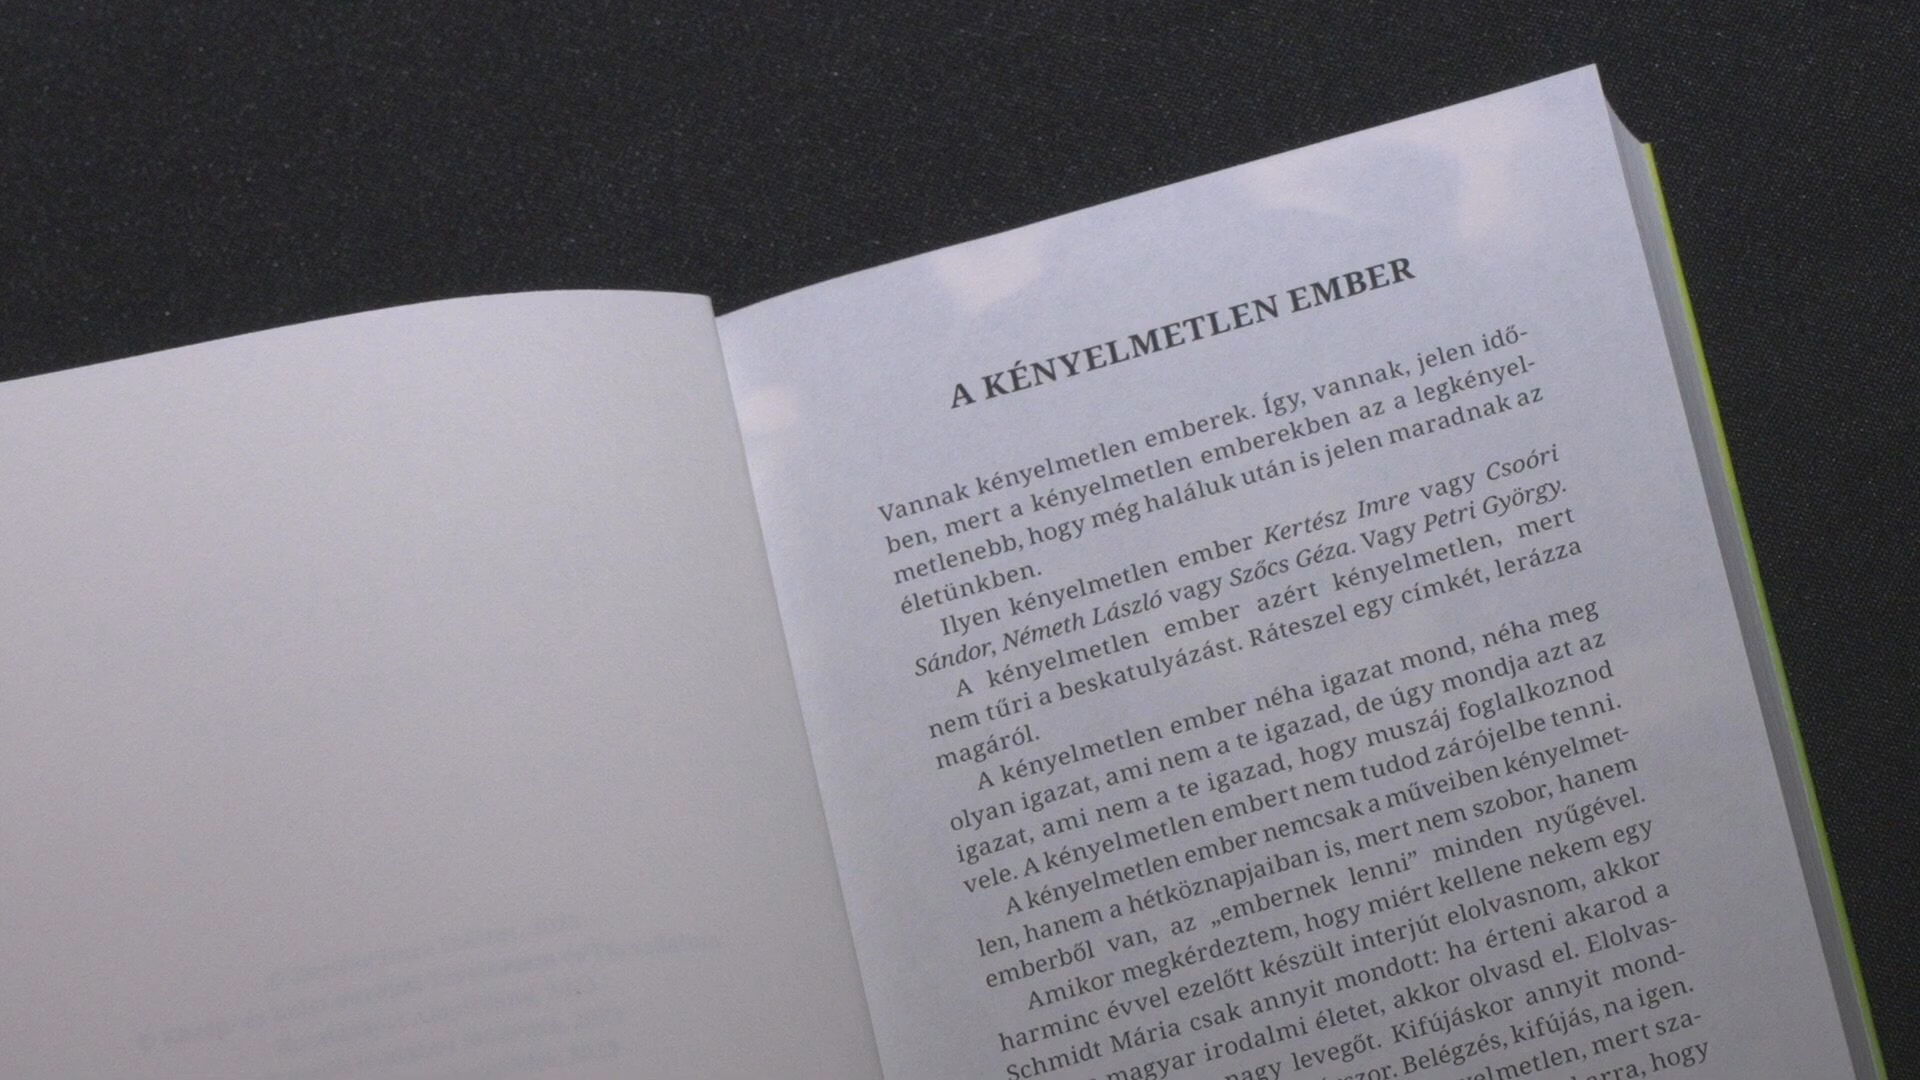 A KÉNYELMETLEN EMBER
Vannak kényelmetlen emberek. Így, vannak, jelen idő-
ben, mert a kényelmetlen emberekben az a legkényel-
metlenebb, hogy még haláluk után is jelen maradnak az
életünkben.
Ilyen kényelmetlen ember Kertész Imre vagy Csoóri
Sándor, Németh László vagy Szőcs Géza. Vagy Petri György.
A kényelmetlen ember azért kényelmetlen, mert
nem tűri a beskatulyázást. Ráteszel egy címkét, lerázza
magáról.
A kényelmetlen ember néha igazat mond, néha meg
olyan igazat, ami nem a te igazad, de úgy mondja azt az
igazat, ami nem a te igazad, hogy muszáj foglalkoznod
vele. A kényelmetlen embert nem tudod zárójelbe tenni.
A kényelmetlen ember nemcsak a műveiben kényelmet-
len, hanem a hétköznapjaiban is, mert nem szobor, hanem
emberből van, az „embernek lenni” minden nyűgével.
Amikor megkérdeztem, hogy miért kellene nekem egy
harminc évvel ezelőtt készült interjút elolvasnom, akkor
Schmidt Mária csak annyit mondott: ha érteni akarod a
magyar irodalmi életet, akkor olvasd el. Elolvas-
nagy levegőt. Kifújáskor annyit mond-
Belégzés, kifújás, na igen.
mert sza-
hogy